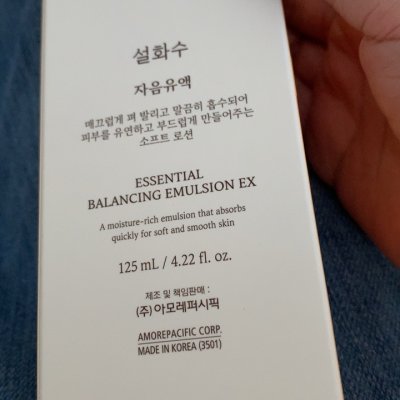 설화수
자음유액
매끄럽게 펴 발리고 말끔히 흡수되어
피부를 유연하고 부드럽게 만들어주는
소프트 로션
ESSENTIAL
BALANCING EMULSION EX
A moisture-rich emulsion that absorbs
quickly for soft and smooth skin
125 mL / 4.22 fl. oz.
제조 및 책임판매 :
(주)아모레퍼시픽
AMOREPACIFIC CORP.
MADE IN KOREA (3501)